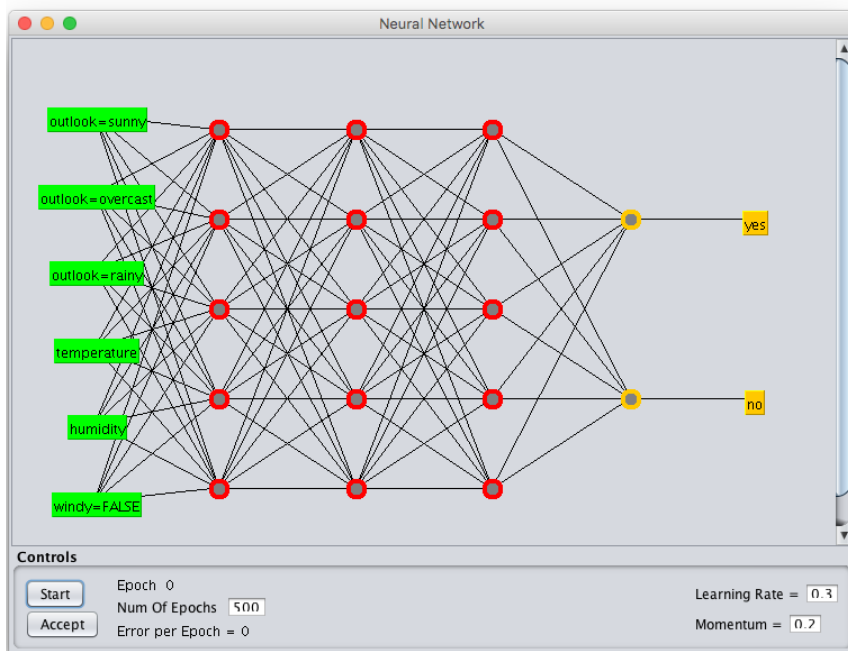 Neural Network
outlook=sunny
outlook=overcast
outlook=rainy
temperature
humidity
windy=FALSE
yes
no
Controls
Start
Accept
Epoch 0
Num Of Epochs 500
Error per Epoch = 0
Learning Rate = 0.3
Momentum = 0.2